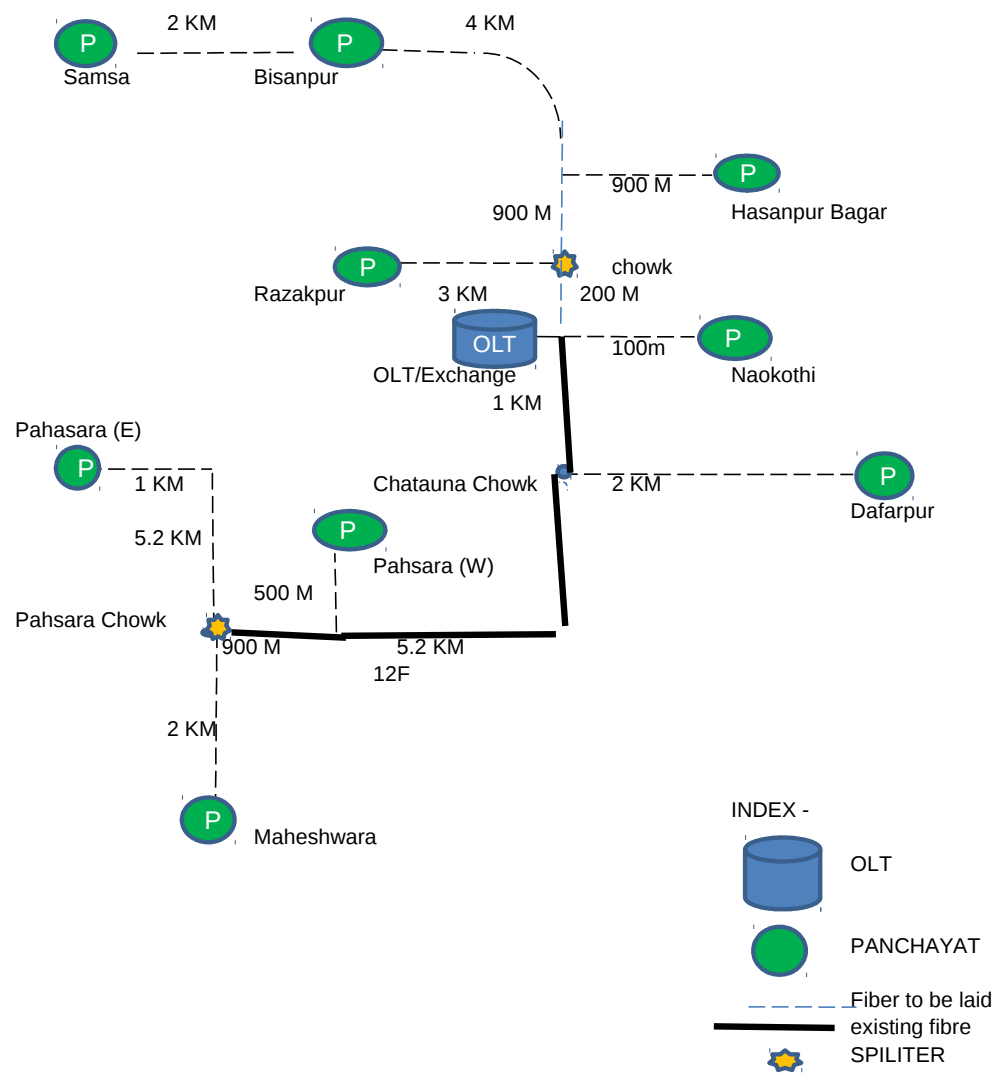 2 KM
4 KM
P
P
Samsa
Bisanpur
P
900 M
900 M
Hasanpur Bagar
P
chowk
Razakpur
3 KM
200 M
OLT
P
100m
OLT/Exchange
Naokothi
1 KM
Pahasara (E)
P
1 KM
Chatauna Chowk
2 KM
P
Dafarpur
5.2 KM
P
Pahsara (W)
500 M
Pahsara Chowk
900 M
5.2 KM
12F
2 KM
P
Maheshwara
INDEX -
OLT
PANCHAYAT
Fiber to be laid
existing fibre
SPILITER